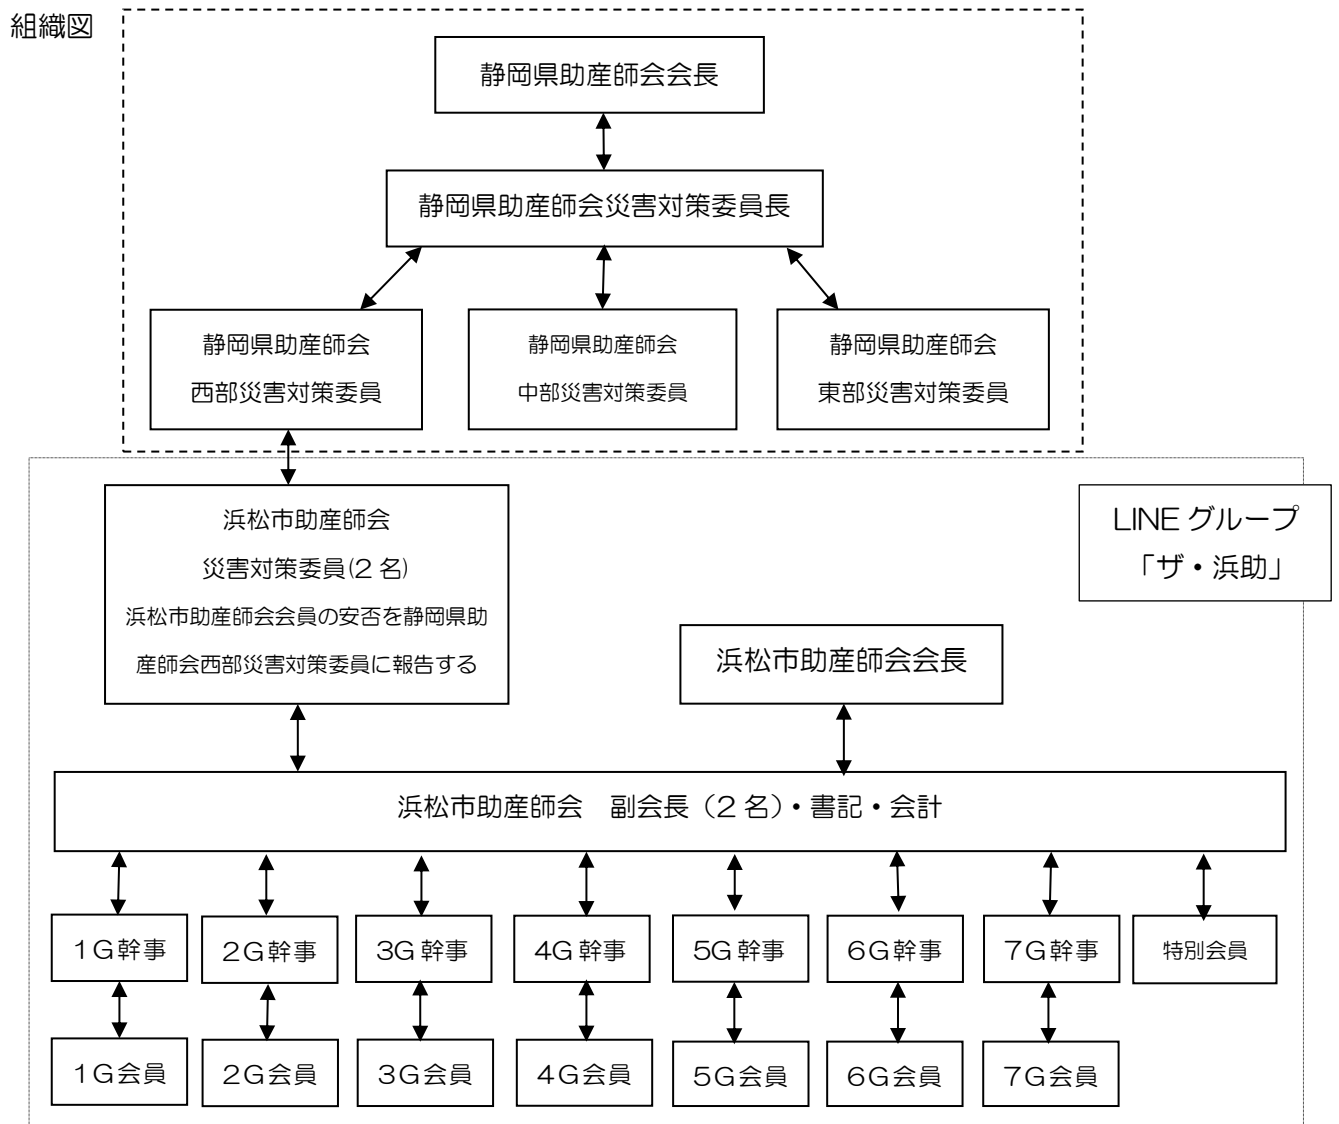 組織図
静岡県助産師会会長
静岡県助産師会災害対策委員長
静岡県助産師会
西部災害対策委員
静岡県助産師会
中部災害対策委員
静岡県助産師会
東部災害対策委員
浜松市助産師会
災害対策委員(2名)
浜松市助産師会会員の安否を静岡県助
産師会西部災害対策委員に報告する
LINEグループ
「ザ・浜助」
浜松市助産師会会長
浜松市助産師会　副会長（2名）・書記・会計
1G幹事
2G幹事
3G幹事
4G幹事
5G幹事
6G幹事
7G幹事
特別会員
1G会員
2G会員
3G会員
4G会員
5G会員
6G会員
7G会員